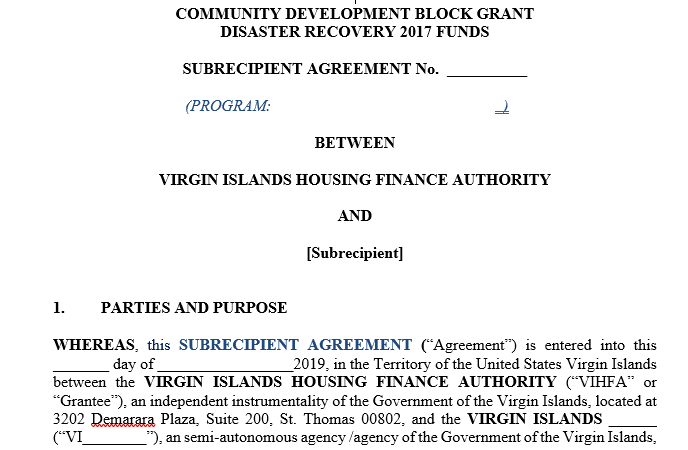 COMMUNITY DEVELOPMENT BLOCK GRANT
DISASTER RECOVERY 2017 FUNDS
SUBRECIPIENT AGREEMENT No. __________
(PROGRAM: _)
BETWEEN
VIRGIN ISLANDS HOUSING FINANCE AUTHORITY
AND
[Subrecipient]
1. PARTIES AND PURPOSE
WHEREAS, this SUBRECIPIENT AGREEMENT (“Agreement”) is entered into this
_______ day of _________________2019, in the Territory of the United States Virgin Islands
between the VIRGIN ISLANDS HOUSING FINANCE AUTHORITY (“VIHFA” or
“Grantee”), an independent instrumentality of the Government of the Virgin Islands, located at
3202 Demarara Plaza, Suite 200, St. Thomas 00802, and the VIRGIN ISLANDS ______
(“VI________”), an semi-autonomous agency /agency of the Government of the Virgin Islands,